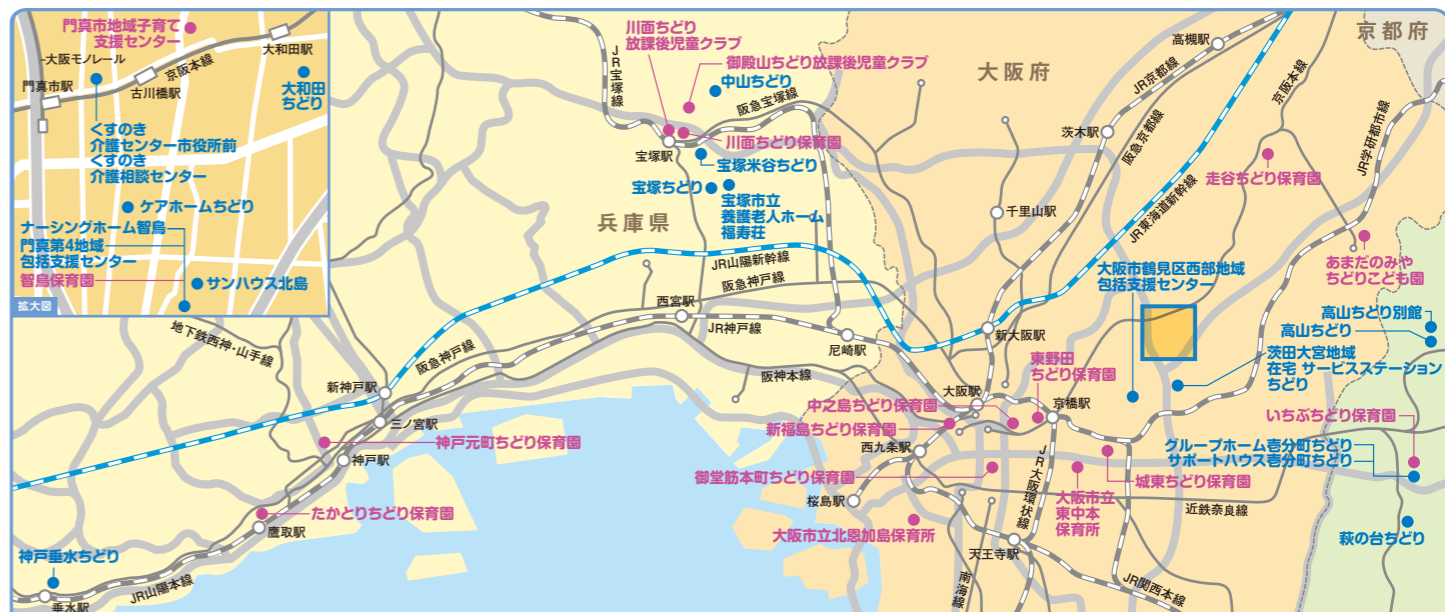 門真市地域子育て
支援センター
大阪モノレール
門真市駅
京阪本線
古川橋駅
大和田駅
大和田
ちどり
くすのき
介護センター市役所前
くすのき
介護相談センター
ケアホームちどり
ナーシングホーム智鳥
門真第4地域
包括支援センター
智鳥保育園
サンハウス北島
拡大図
川面ちどり
放課後児童クラブ
御殿山ちどり放課後児童クラブ
中山ちどり
JR宝塚線
阪急宝塚線
宝塚駅
川面ちどり保育園
宝塚米谷ちどり
宝塚ちどり
宝塚市立
養護老人ホーム
福寿荘
兵庫県
大阪府
京都府
高槻駅
JR京都線
京阪本線
茨木駅
阪急京都線
JR学研都市線
走谷ちどり保育園
千里山駅
JR東海道新幹線
あまだのみや
ちどりこども園
大阪市鶴見区西部地域
包括支援センター
JR山陽新幹線
阪急神戸線
西宮駅
JR神戸線
尼崎駅
新大阪駅
高山ちどり別館
高山ちどり
茨田大宮地域
在宅 サービスステーション
ちどり
地下鉄西神・山手線
阪急神戸線
新神戸駅
阪神本線
大阪駅
東野田
ちどり保育園
京橋駅
中之島ちどり保育園
新福島ちどり保育園
いちぶちどり保育園
三ノ宮駅
神戸元町ちどり保育園
神戸駅
西九条駅
グループホーム壱分町ちどり
サポートハウス壱分町ちどり
御堂筋本町ちどり保育園
JR大阪環状線
大阪市立
東中本
保育所
城東ちどり保育園
桜島駅
近鉄奈良線
たかとりちどり保育園
鷹取駅
大阪市立北恩加島保育所
天王寺駅
萩の台ちどり
神戸垂水ちどり
垂水駅
JR山陽本線
南海線
JR関西本線